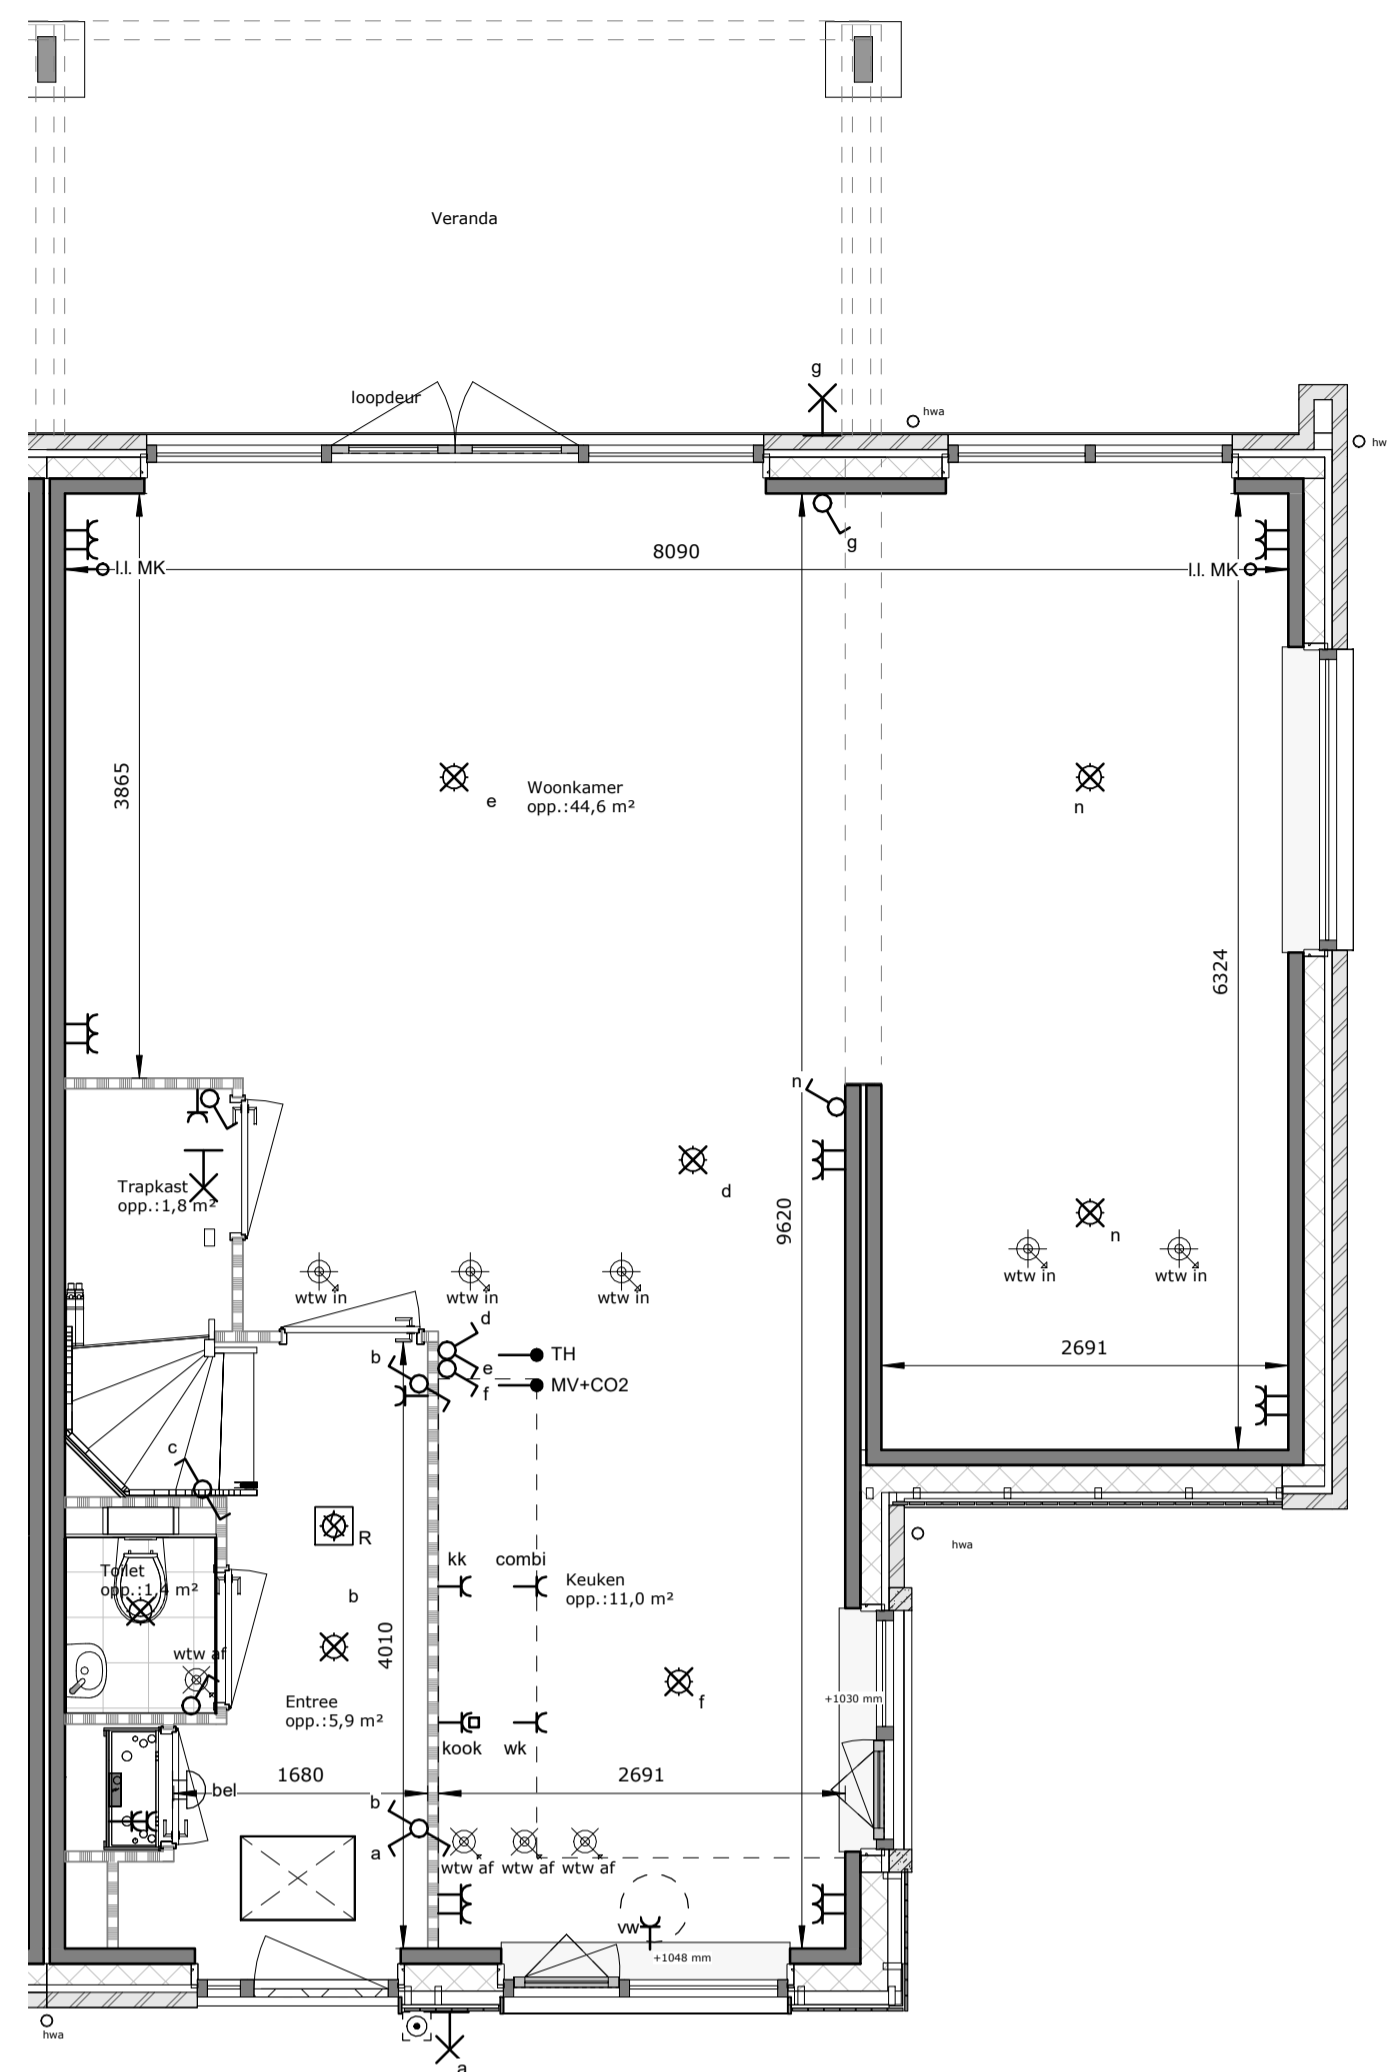 Veranda
g
loopdeur
hwa
hw
g
8090
l.l. MK
l.l. MK
3865
e
Woonkamer
opp.:44,6 m²
n
6324
n
Trapkast
opp.:1,8 m²
d
9620
n
wtw in
wtw in
wtw in
wtw in
wtw in
d
b
e
f
TH
MV+CO2
2691
c
R
hwa
kk
combi
Toilet
opp.:1,4 m²
Keuken
opp.:11,0 m²
b
4010
wtw af
Entree
opp.:5,9 m²
f
+1030 mm
kook
wk
1680
2691
bel
b
a
wtw af
wtw af
wtw af
vw
+1048 mm
hwa
a